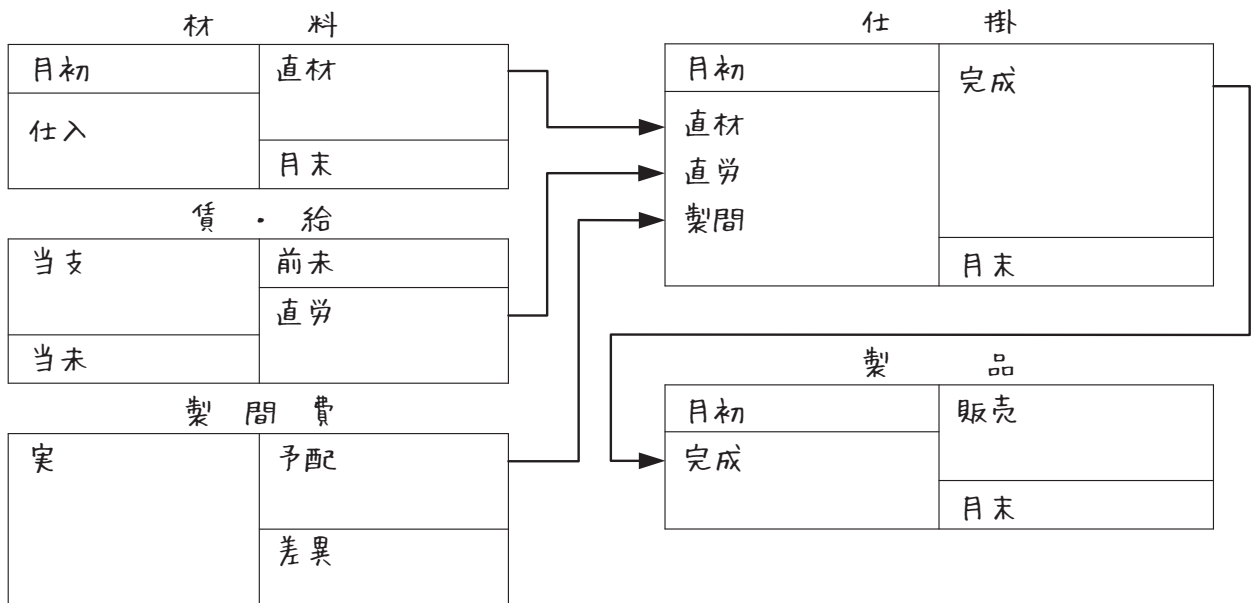 材料
月初 直材
仕入
月末
賃・給
当支 前未
直労
当未
製間費
実 予配
差異
仕掛
月初 完成
直材
直労
製間
月末
製品
月初 販売
完成
月末